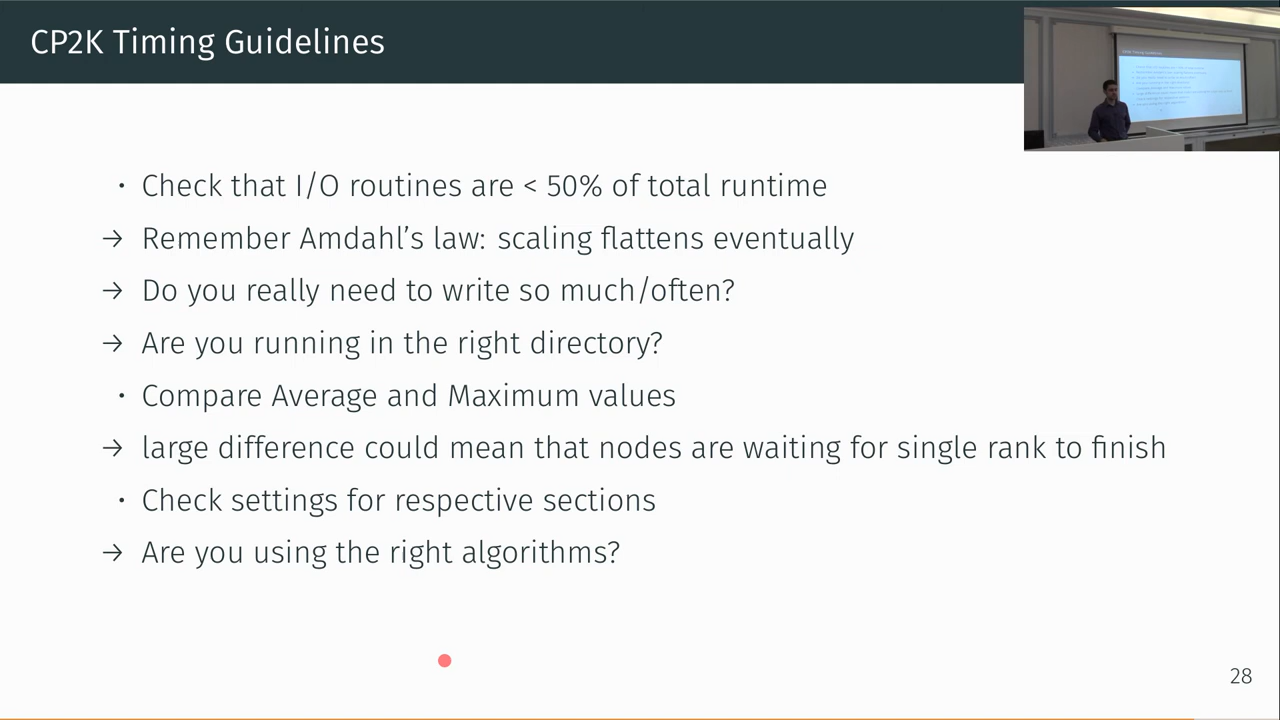 CP2K Timing Guidelines
• Check that I/O routines are < 50% of total runtime
→ Remember Amdahl’s law: scaling flattens eventually
→ Do you really need to write so much/often?
→ Are you running in the right directory?
• Compare Average and Maximum values
→ large difference could mean that nodes are waiting for single rank to finish
• Check settings for respective sections
→ Are you using the right algorithms?
28